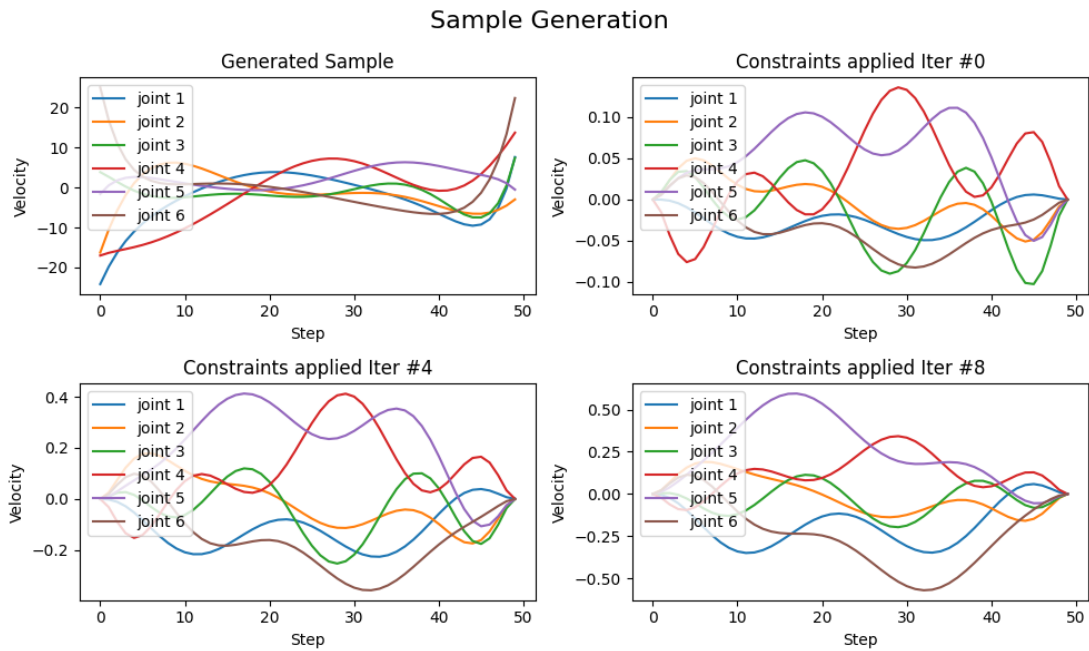 Sample Generation
Generated Sample
Velocity
20
10
0
−10
−20
joint 1
joint 2
joint 3
joint 4
joint 5
joint 6
0
10
20
30
40
50
Step
Constraints applied Iter #0
Velocity
0.10
0.05
0.00
−0.05
−0.10
joint 1
joint 2
joint 3
joint 4
joint 5
joint 6
0
10
20
30
40
50
Step
Constraints applied Iter #4
Velocity
0.4
0.2
0.0
−0.2
joint 1
joint 2
joint 3
joint 4
joint 5
joint 6
0
10
20
30
40
50
Step
Constraints applied Iter #8
Velocity
0.50
0.25
0.00
−0.25
−0.50
joint 1
joint 2
joint 3
joint 4
joint 5
joint 6
0
10
20
30
40
50
Step